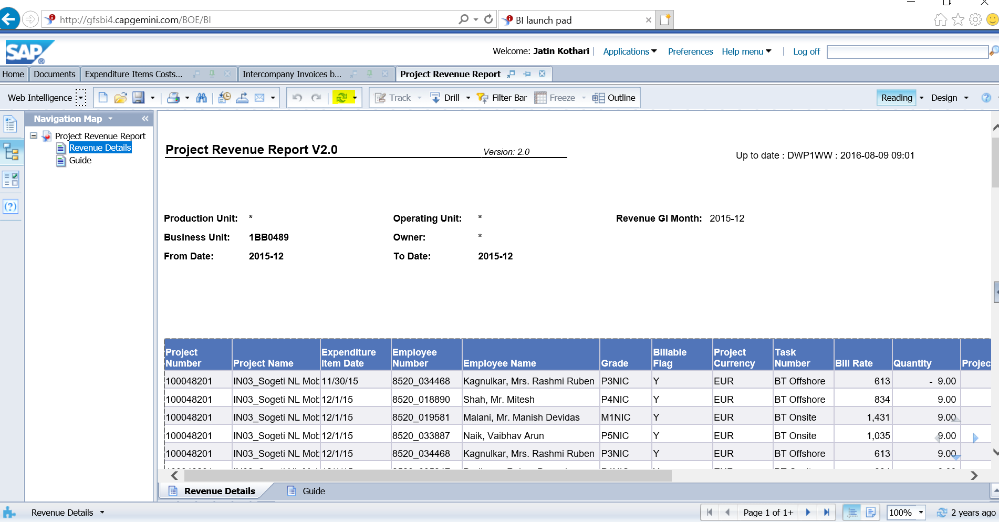 http://gfsbi4.capgemini.com/BOE/BI
BI launch pad
SAP
Welcome: Jatin Kothari | Applications Preferences Help menu | Log off
Home Documents Expenditure Items Costs... Intercompany Invoices b... Project Revenue Report
Web Intelligence Track Drill Filter Bar Freeze Outline Reading Design
Navigation Map
Project Revenue Report
Revenue Details
Guide
Project Revenue Report V2.0 Version: 2.0
Up to date : DWP1WW : 2016-08-09 09:01
Production Unit: * Operating Unit: * Revenue GI Month: 2015-12
Business Unit: 1BB0489 Owner: *
From Date: 2015-12 To Date: 2015-12
Project Number Project Name Expenditure Item Date Employee Number Employee Name Grade Billable Flag Project Currency Task Number Bill Rate Quantity Projec
100048201 IN03_Sogeti NL Mob 11/30/15 8520_034468 Kagnulkar, Mrs. Rashmi Ruben P3NIC Y EUR BT Offshore 613 - 9.00
100048201 IN03_Sogeti NL Mob 12/1/15 8520_018890 Shah, Mr. Mitesh P4NIC Y EUR BT Offshore 834 9.00
100048201 IN03_Sogeti NL Mob 12/1/15 8520_019581 Malani, Mr. Manish Devidas M1NIC Y EUR BT Onsite 1,431 9.00
100048201 IN03_Sogeti NL Mob 12/1/15 8520_033887 Naik, Vaibhav Arun P5NIC Y EUR BT Onsite 1,035 9.00
100048201 IN03_Sogeti NL Mob 12/1/15 8520_034468 Kagnulkar, Mrs. Rashmi Ruben P3NIC Y EUR BT Offshore 613 9.00
Revenue Details Guide
Revenue Details Page 1 of 1+ 100% 2 years ago